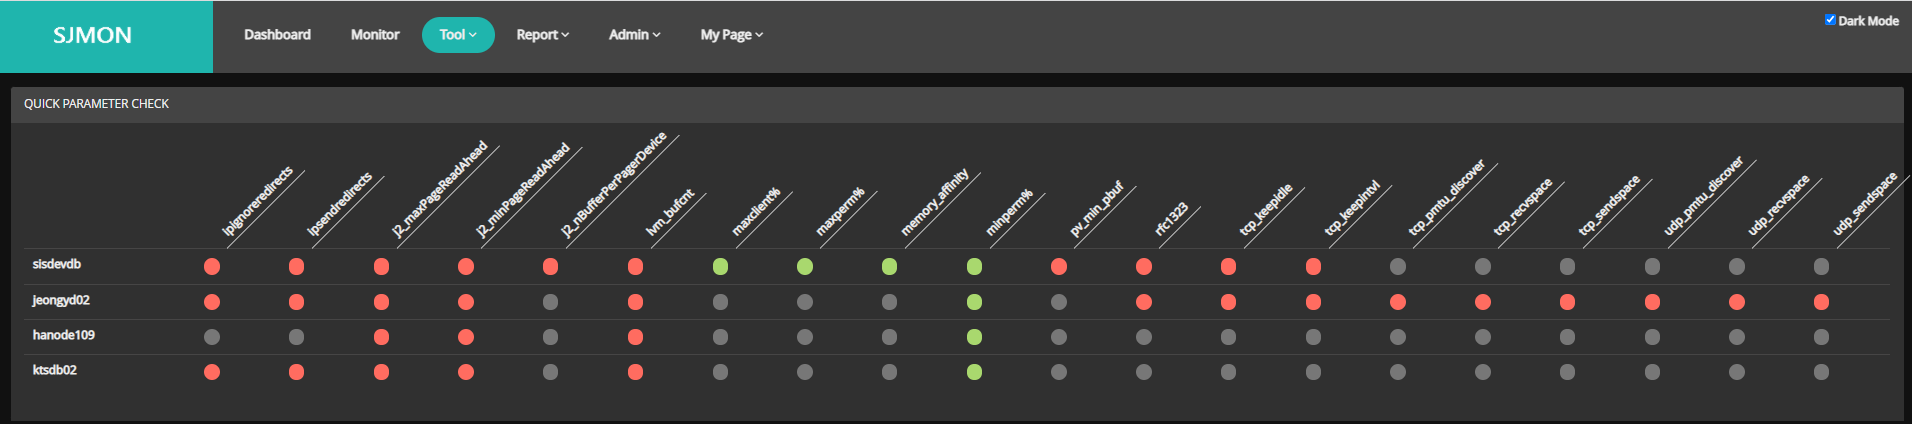 SJMON
Dashboard Monitor Tool Report Admin My Page
Dark Mode
QUICK PARAMETER CHECK
ipignoreredirects
ipsendredirects
j2_maxPageReadAhead
j2_minPageReadAhead
j2_nBufferPerPagerDevice
lvm_bufcnt
maxclient%
maxperm%
memory_affinity
minperm%
pv_min_pbuf
rfc1323
tcp_keepidle
tcp_keepintvl
tcp_pmtu_discover
tcp_recvspace
tcp_sendspace
udp_pmtu_discover
udp_recvspace
udp_sendspace
sisdevdb
jeongyd02
hanode109
ktsdb02